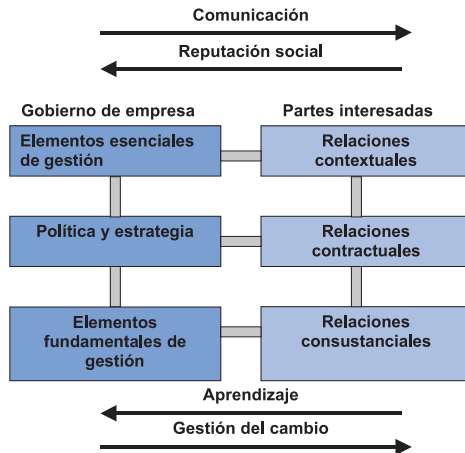 Comunicación
Reputación social
Gobierno de empresa
Partes interesadas
Elementos esenciales
de gestión
Relaciones
contextuales
Política y estrategia
Relaciones
contractuales
Elementos
fundamentales de
gestión
Relaciones
consustanciales
Aprendizaje
Gestión del cambio